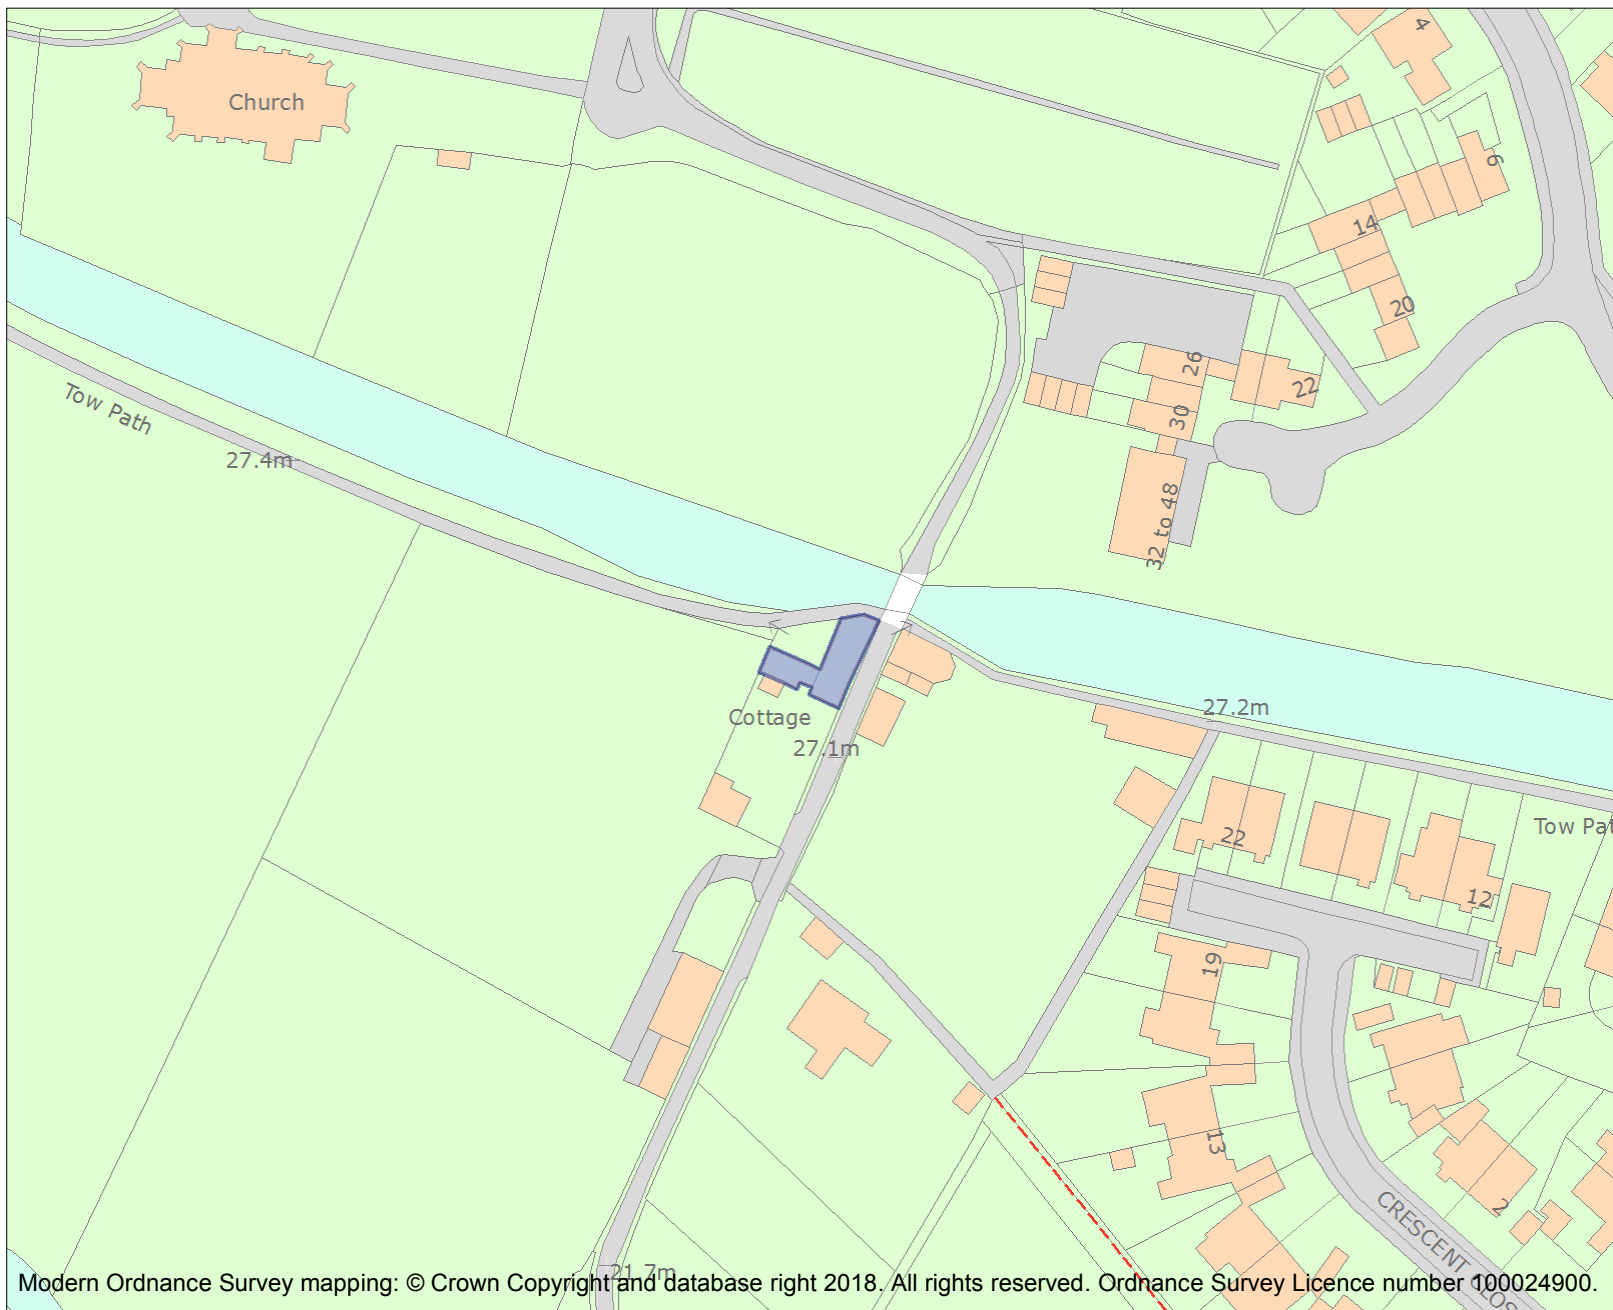 4
Church
6
14
20
26
22
30
Tow Path
27.4m
32 to 48
27.2m
Cottage
27.1m
Tow Pat
22
12
19
13
2
CRESCENT CLOS
21.7m
Modern Ordnance Survey mapping: © Crown Copyright and database right 2018. All rights reserved. Ordnance Survey Licence number 100024900.